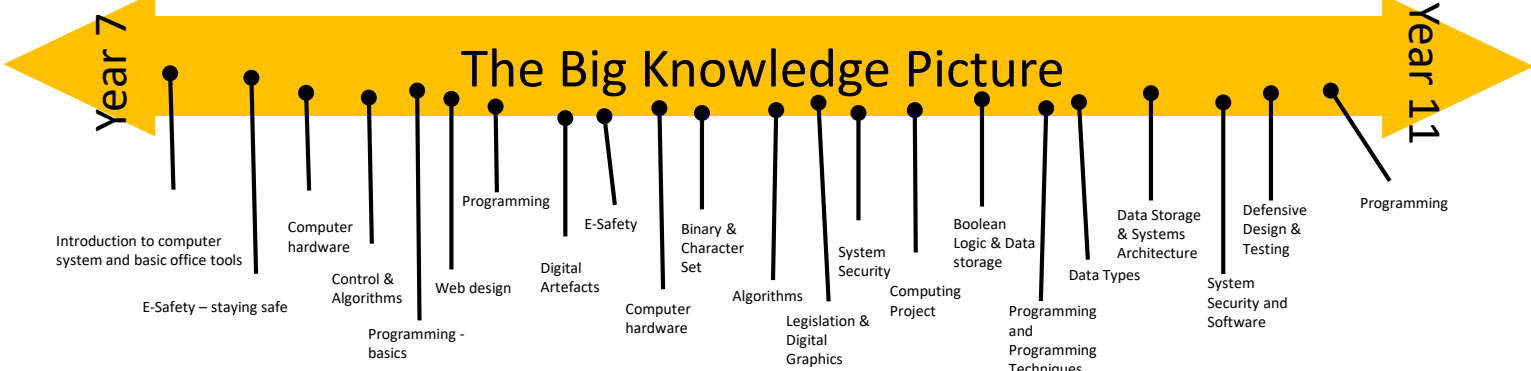 Year 7
The Big Knowledge Picture
Year 11
Introduction to computer
system and basic office tools
E-Safety – staying safe
Computer
hardware
Control &
Algorithms
Programming -
basics
Web design
Programming
Digital
Artefacts
E-Safety
Computer
hardware
Binary &
Character
Set
Algorithms
Legislation &
Digital
Graphics
System
Security
Computing
Project
Boolean
Logic & Data
storage
Programming
and
Programming
Techniques
Data Types
Data Storage
& Systems
Architecture
System
Security and
Software
Defensive
Design &
Testing
Programming